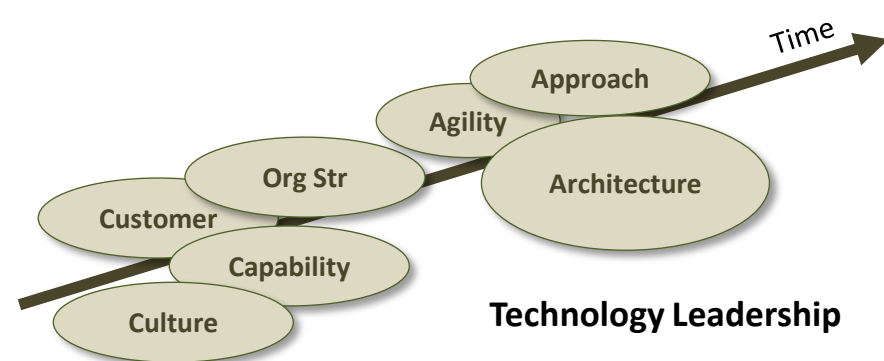 Time
Approach
Agility
Org Str
Architecture
Customer
Capability
Culture
Technology Leadership